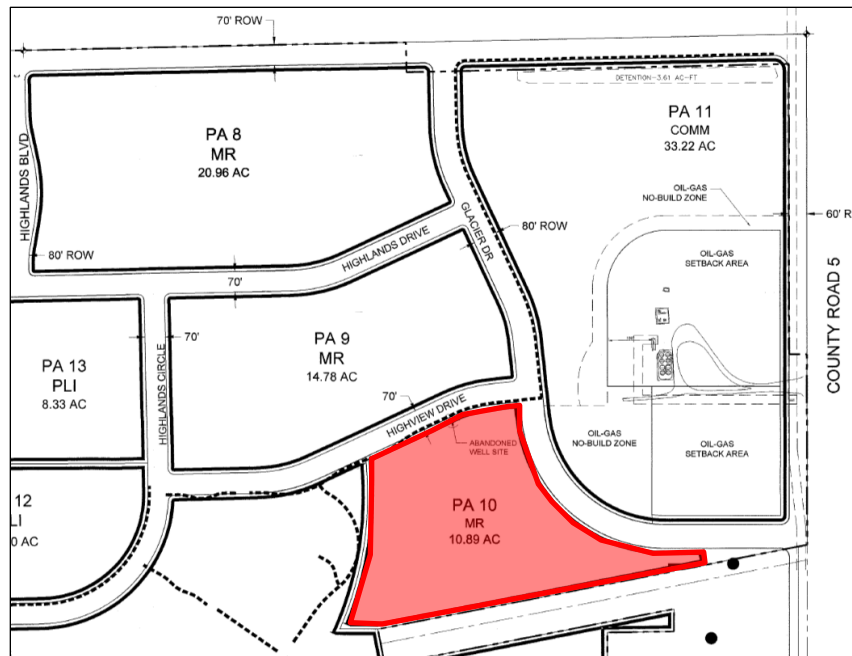 70' ROW
DETENTION-3.61 AC-FT
PA 8
MR
20.96 AC
PA 11
COMM
33.22 AC
HIGHLANDS BLVD
80' ROW
HIGHLANDS DRIVE
70'
GLACIER DR
80' ROW
OIL-GAS
NO-BUILD ZONE
60' R
OIL-GAS
SETBACK AREA
COUNTY ROAD 5
PA 13
PLI
8.33 AC
70'
HIGHLANDS CIRCLE
PA 9
MR
14.78 AC
70'
HIGHVIEW DRIVE
ABANDONED
WELL SITE
OIL-GAS
NO-BUILD ZONE
OIL-GAS
SETBACK AREA
12
LI
0 AC
PA 10
MR
10.89 AC